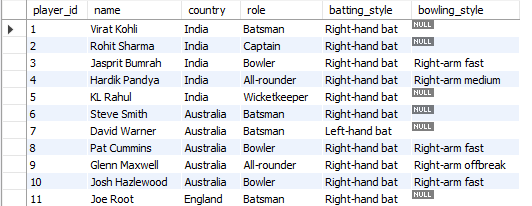 player_id name country role batting_style bowling_style
1 Virat Kohli India Batsman Right-hand bat NULL
2 Rohit Sharma India Captain Right-hand bat NULL
3 Jasprit Bumrah India Bowler Right-hand bat Right-arm fast
4 Hardik Pandya India All-rounder Right-hand bat Right-arm medium
5 KL Rahul India Wicketkeeper Right-hand bat NULL
6 Steve Smith Australia Batsman Right-hand bat NULL
7 David Warner Australia Batsman Left-hand bat NULL
8 Pat Cummins Australia Bowler Right-hand bat Right-arm fast
9 Glenn Maxwell Australia All-rounder Right-hand bat Right-arm offbreak
10 Josh Hazlewood Australia Bowler Right-hand bat Right-arm fast
11 Joe Root England Batsman Right-hand bat NULL